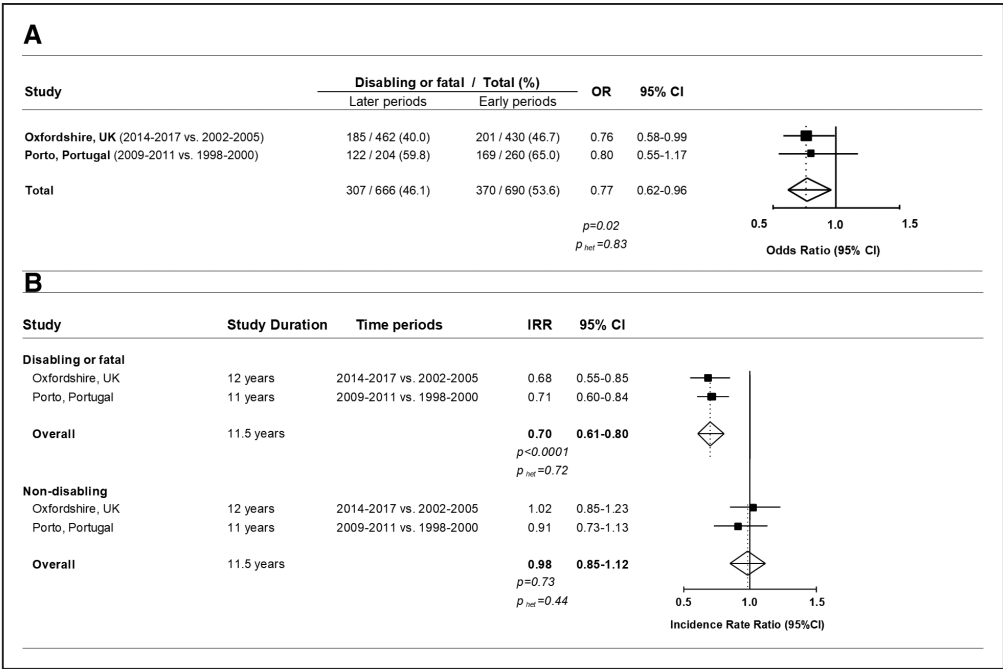 A
Disabling or fatal / Total (%)
Study OR 95% CI
Later periods Early periods
Oxfordshire, UK (2014-2017 vs. 2002-2005) 185 / 462 (40.0) 201 / 430 (46.7) 0.76 0.58-0.99
Porto, Portugal (2009-2011 vs. 1998-2000) 122 / 204 (59.8) 169 / 260 (65.0) 0.80 0.55-1.17
Total 307 / 666 (46.1) 370 / 690 (53.6) 0.77 0.62-0.96
p=0.02
p het =0.83
0.5 1.0 1.5
Odds Ratio (95% CI)
B
Study Study Duration Time periods IRR 95% CI
Disabling or fatal
Oxfordshire, UK 12 years 2014-2017 vs. 2002-2005 0.68 0.55-0.85
Porto, Portugal 11 years 2009-2011 vs. 1998-2000 0.71 0.60-0.84
Overall 11.5 years 0.70 0.61-0.80
p<0.0001
p het =0.72
Non-disabling
Oxfordshire, UK 12 years 2014-2017 vs. 2002-2005 1.02 0.85-1.23
Porto, Portugal 11 years 2009-2011 vs. 1998-2000 0.91 0.73-1.13
Overall 11.5 years 0.98 0.85-1.12
p=0.73
p het =0.44
0.5 1.0 1.5
Incidence Rate Ratio (95%CI)